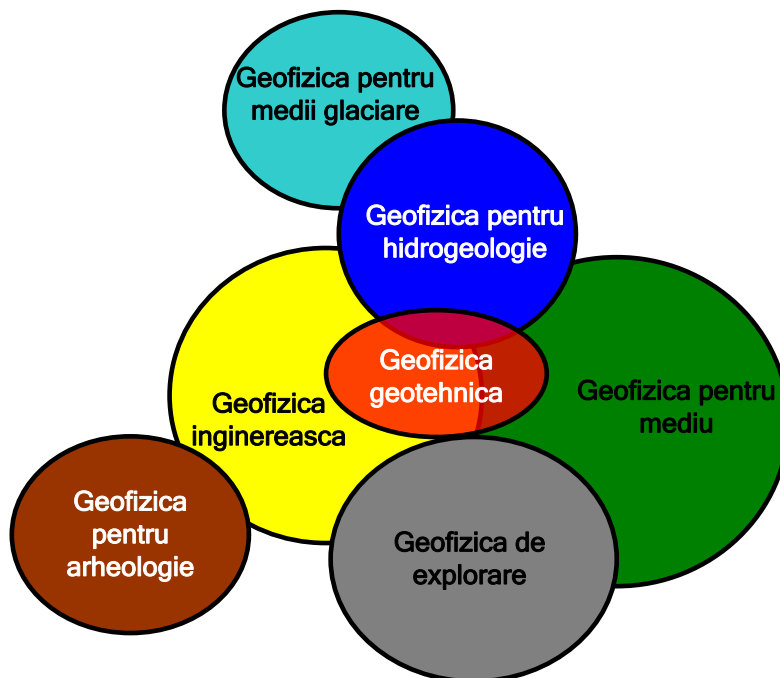 Geofizica pentru
medii glaciare
Geofizica pentru
hidrogeologie
Geofizica
geotehnica
Geofizica pentru
mediu
Geofizica
inginereasca
Geofizica
pentru
arheologie
Geofizica de
explorare